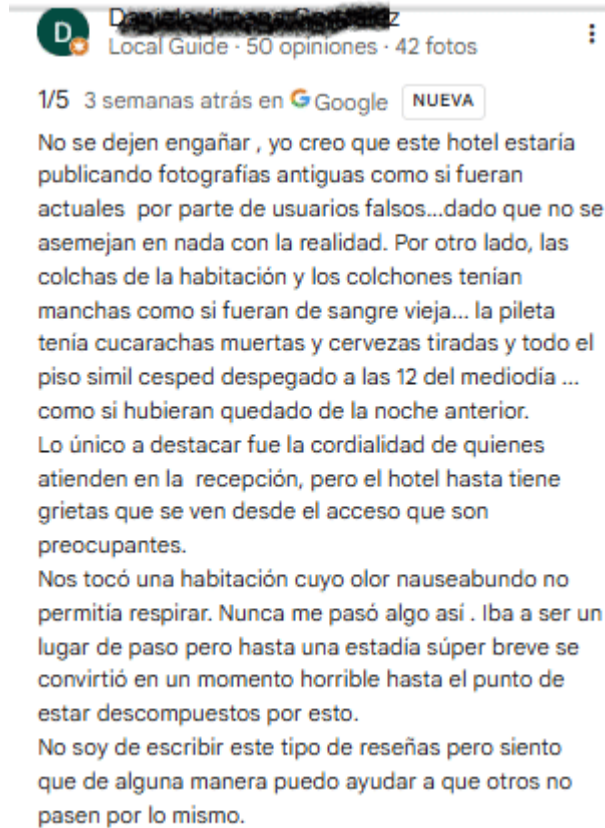 D
Local Guide · 50 opiniones · 42 fotos
1/5 3 semanas atrás en Google NUEVA
No se dejen engañar , yo creo que este hotel estaría
publicando fotografías antiguas como si fueran
actuales por parte de usuarios falsos...dado que no se
asemejan en nada con la realidad. Por otro lado, las
colchas de la habitación y los colchones tenían
manchas como si fueran de sangre vieja... la pileta
tenía cucarachas muertas y cervezas tiradas y todo el
piso simil cesped despegado a las 12 del mediodía ...
como si hubieran quedado de la noche anterior.
Lo único a destacar fue la cordialidad de quienes
atienden en la recepción, pero el hotel hasta tiene
grietas que se ven desde el acceso que son
preocupantes.
Nos tocó una habitación cuyo olor nauseabundo no
permitía respirar. Nunca me pasó algo así . Iba a ser un
lugar de paso pero hasta una estadía súper breve se
convirtió en un momento horrible hasta el punto de
estar descompuestos por esto.
No soy de escribir este tipo de reseñas pero siento
que de alguna manera puedo ayudar a que otros no
pasen por lo mismo.